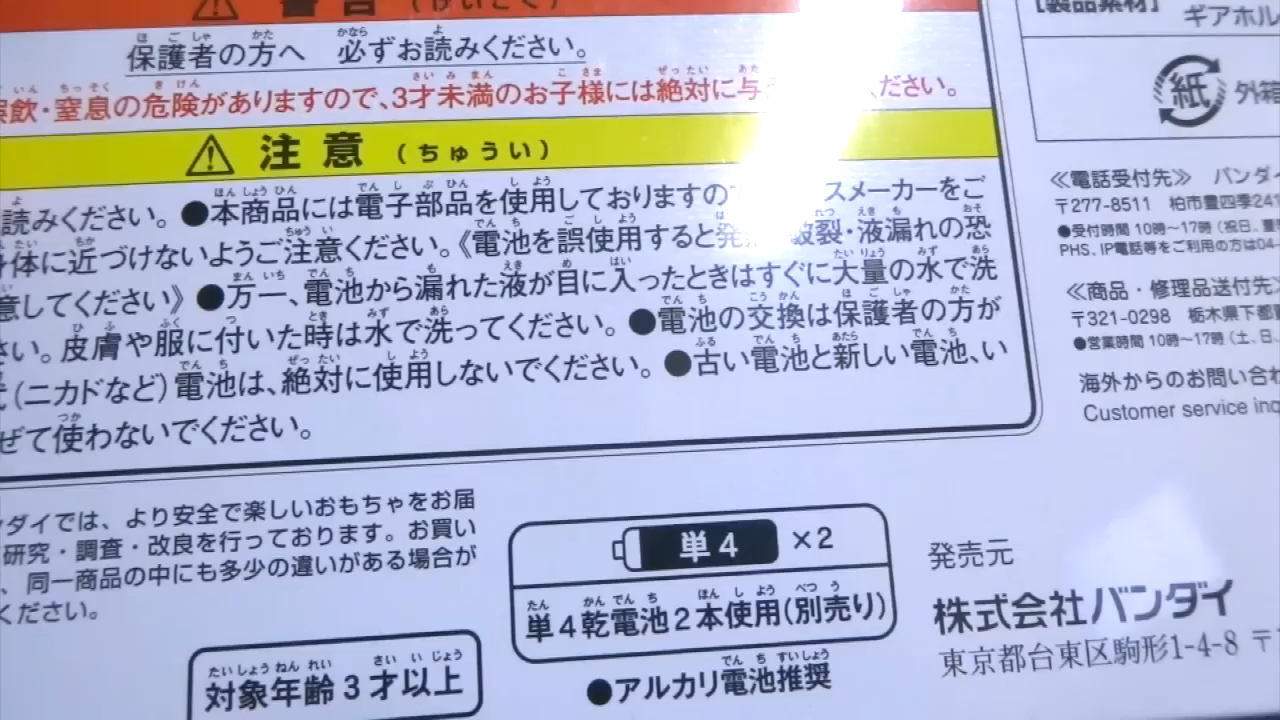 警告（けいこく）
保護者の方へ 必ずお読みください。
誤飲・窒息の危険がありますので、3才未満のお子様には絶対に与 ください。
注意（ちゅうい）
読みください。●本商品には電子部品を使用しておりますの スメーカーをご
体に近づけないようご注意ください。《電池を誤使用すると発 破裂・液漏れの恐
意してください》●万一、電池から漏れた液が目に入ったときはすぐに大量の水で洗
さい。皮膚や服に付いた時は水で洗ってください。●電池の交換は保護者の方が
（ニカドなど）電池は、絶対に使用しないでください。●古い電池と新しい電池、い
ぜて使わないでください。
ンダイでは、より安全で楽しいおもちゃをお届
研究・調査・改良を行っております。お買い
、同一商品の中にも多少の違いがある場合が
ください。
対象年齢3才以上
単4 ×2
単4乾電池2本使用（別売り）
●アルカリ電池推奨
【製品素材】
ギアホル
紙 外箱
≪電話受付先≫ バンダイ
〒277-8511 柏市豊四季241
●受付時間 10時～17時（祝日、
PHS、IP電話等をご利用の方は04-
≪商品・修理品送付先≫
〒321-0298 栃木県下都賀
●営業時間 10時～17時（土、日、
海外からのお問い合わ
Customer service inq
発売元
株式会社バンダイ
東京都台東区駒形1-4-8 〒